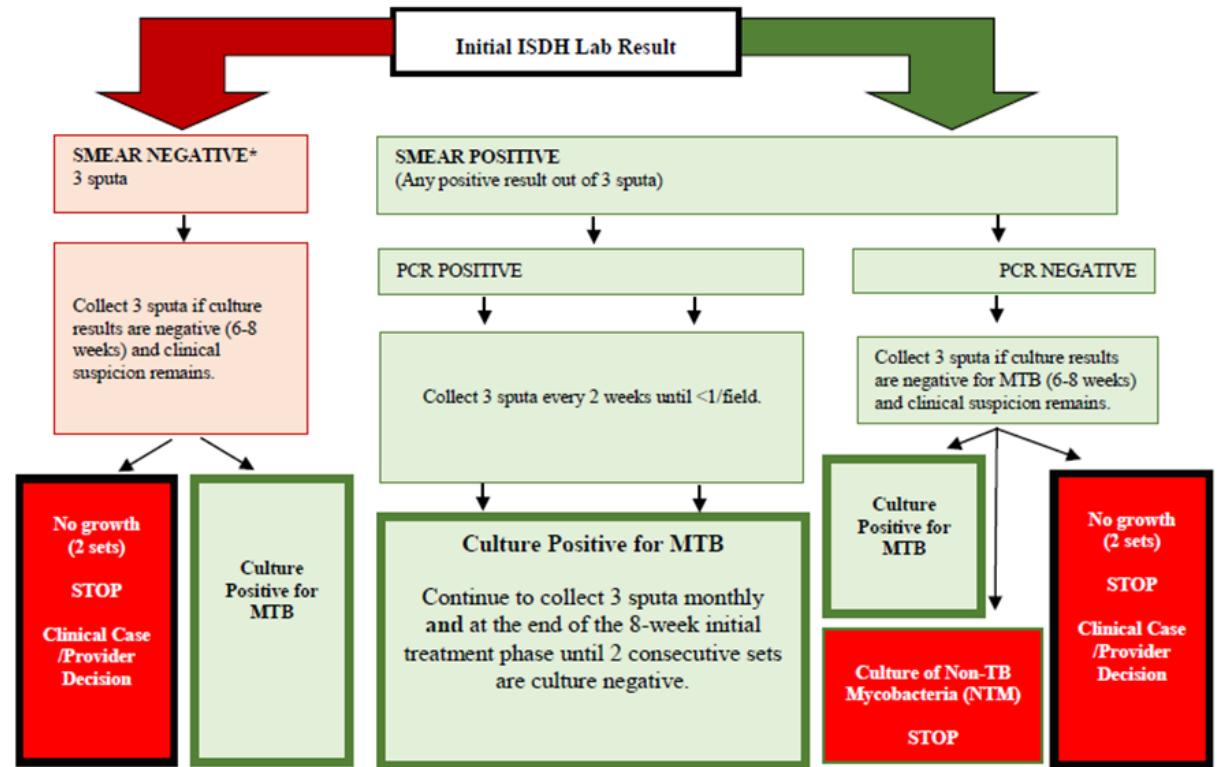 Initial ISDH Lab Result
SMEAR NEGATIVE*
3 sputa
SMEAR POSITIVE
(Any positive result out of 3 sputa)
Collect 3 sputa if culture
results are negative (6-8
weeks) and clinical
suspicion remains.
PCR POSITIVE
PCR NEGATIVE
Collect 3 sputa every 2 weeks until <1/field.
Collect 3 sputa if culture results
are negative for MTB (6-8 weeks)
and clinical suspicion remains.
No growth
(2 sets)
STOP
Clinical Case
/Provider
Decision
Culture
Positive for
MTB
Culture Positive for MTB
Continue to collect 3 sputa monthly
and at the end of the 8-week initial
treatment phase until 2 consecutive sets
are culture negative.
Culture
Positive for
MTB
Culture of Non-TB
Mycobacteria (NTM)
STOP
No growth
(2 sets)
STOP
Clinical Case
/Provider
Decision